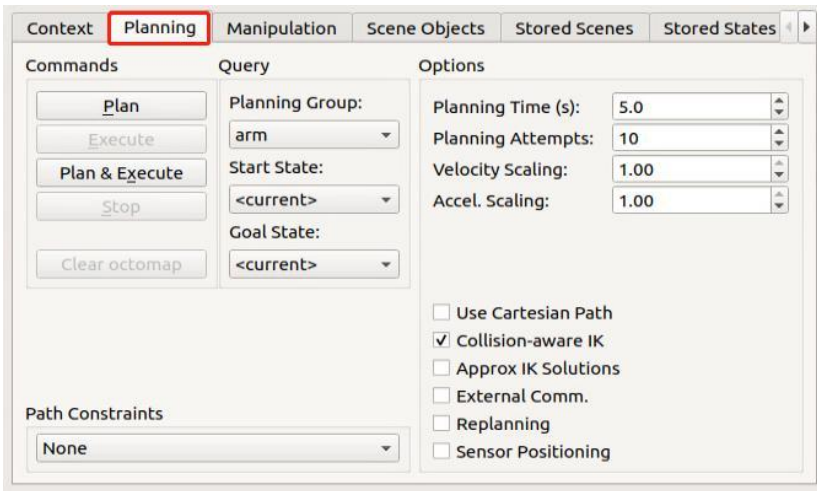 Context
Planning
Manipulation
Scene Objects
Stored Scenes
Stored States
Commands
Plan
Execute
Plan & Execute
Stop
Clear octomap
Query
Planning Group:
arm
Start State:
<current>
Goal State:
<current>
Options
Planning Time (s): 5.0
Planning Attempts: 10
Velocity Scaling: 1.00
Accel. Scaling: 1.00
Use Cartesian Path
Collision-aware IK
Approx IK Solutions
External Comm.
Replanning
Sensor Positioning
Path Constraints
None